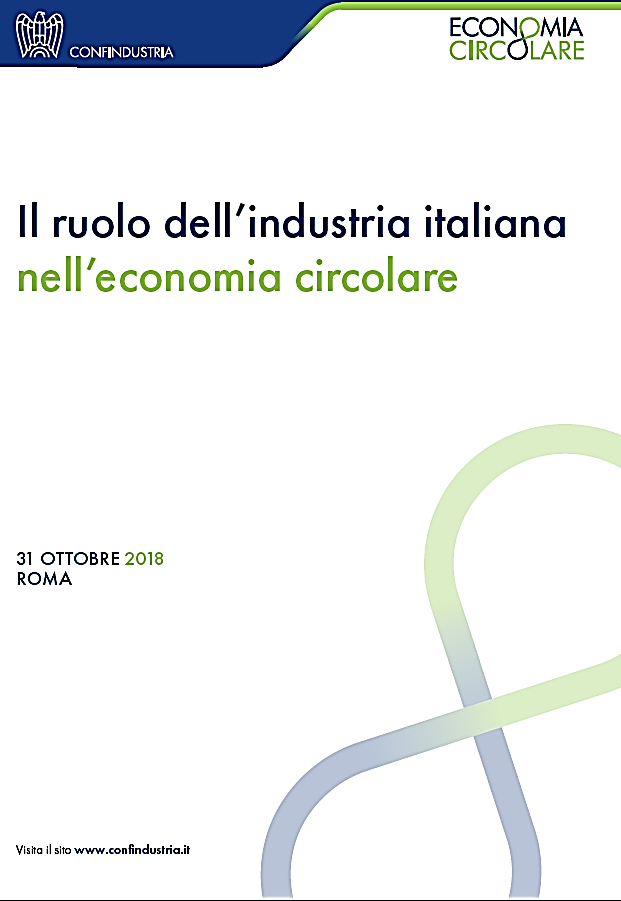 CONFINDUSTRIA
ECONOMIA
CIRCOLARE
Il ruolo dell’industria italiana
nell’economia circolare
31 OTTOBRE 2018
ROMA
Visita il sito www.confindustria.it